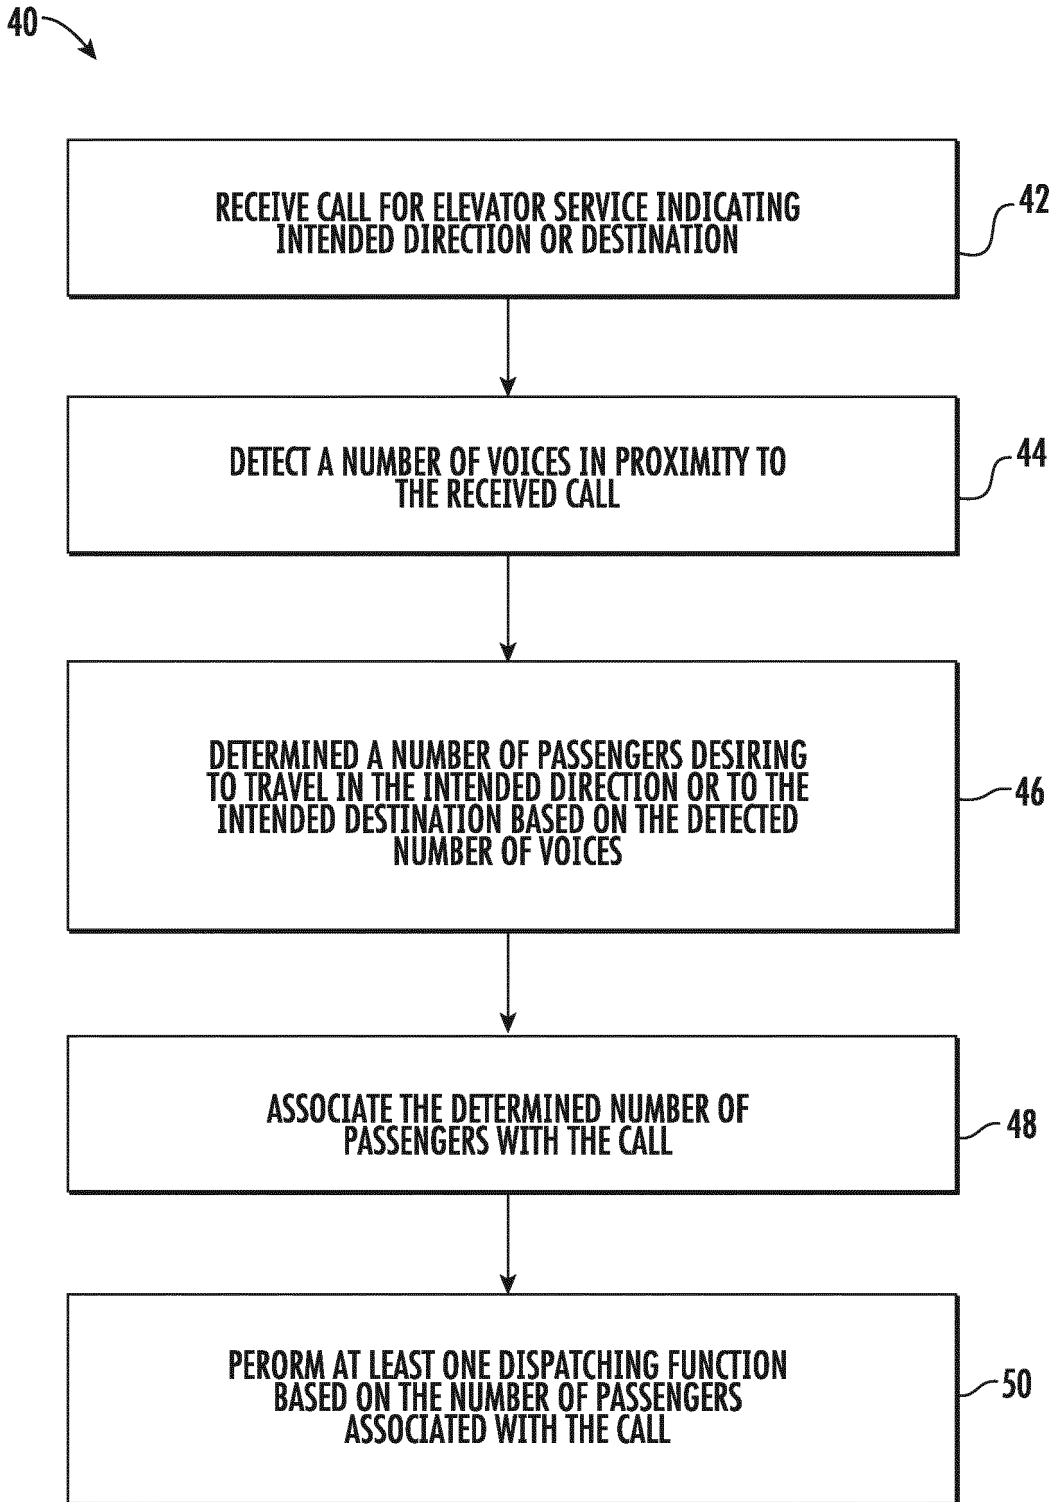 40
RECEIVE CALL FOR ELEVATOR SERVICE INDICATING
INTENDED DIRECTION OR DESTINATION
42
DETECT A NUMBER OF VOICES IN PROXIMITY TO
THE RECEIVED CALL
44
DETERMINED A NUMBER OF PASSENGERS DESIRING
TO TRAVEL IN THE INTENDED DIRECTION OR TO THE
INTENDED DESTINATION BASED ON THE DETECTED
NUMBER OF VOICES
46
ASSOCIATE THE DETERMINED NUMBER OF
PASSENGERS WITH THE CALL
48
PERORM AT LEAST ONE DISPATCHING FUNCTION
BASED ON THE NUMBER OF PASSENGERS
ASSOCIATED WITH THE CALL
50